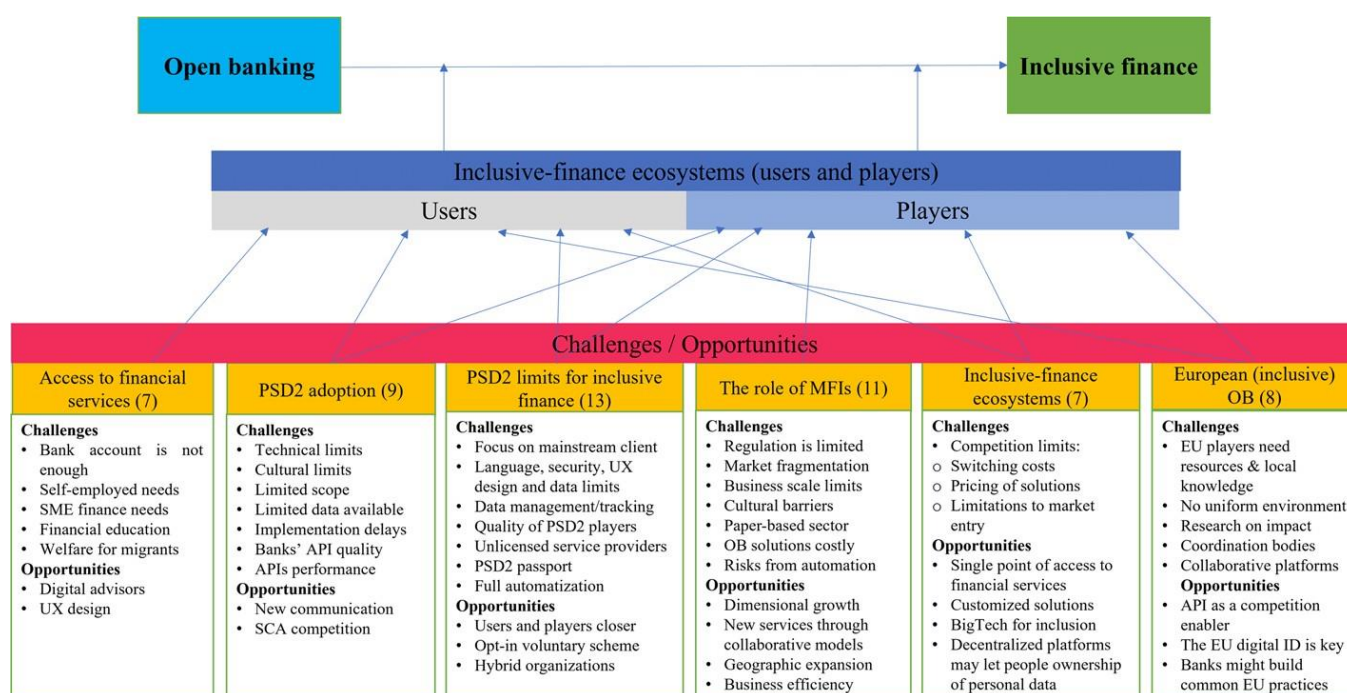 Open banking
Inclusive finance
Inclusive-finance ecosystems (users and players)
Users
Players
Challenges / Opportunities
Access to financial
services (7)
Challenges
• Bank account is not
enough
• Self-employed needs
• SME finance needs
• Financial education
• Welfare for migrants
Opportunities
• Digital advisors
• UX design
PSD2 adoption (9)
Challenges
• Technical limits
• Cultural limits
• Limited scope
• Limited data available
• Implementation delays
• Banks’ API quality
• APIs performance
Opportunities
• New communication
• SCA competition
PSD2 limits for inclusive
finance (13)
Challenges
• Focus on mainstream client
• Language, security, UX
design and data limits
• Data management/tracking
• Quality of PSD2 players
• Unlicensed service providers
• PSD2 passport
• Full automatization
Opportunities
• Users and players closer
• Opt-in voluntary scheme
• Hybrid organizations
The role of MFIs (11)
Challenges
• Regulation is limited
• Market fragmentation
• Business scale limits
• Cultural barriers
• Paper-based sector
• OB solutions costly
• Risks from automation
Opportunities
• Dimensional growth
• New services through
collaborative models
• Geographic expansion
• Business efficiency
Inclusive-finance
ecosystems (7)
Challenges
• Competition limits:
o Switching costs
o Pricing of solutions
o Limitations to market
entry
Opportunities
• Single point of access to
financial services
• Customized solutions
• BigTech for inclusion
• Decentralized platforms
may let people ownership
of personal data
European (inclusive)
OB (8)
Challenges
• EU players need
resources & local
knowledge
• No uniform environment
• Research on impact
• Coordination bodies
• Collaborative platforms
Opportunities
• API as a competition
enabler
• The EU digital ID is key
• Banks might build
common EU practices